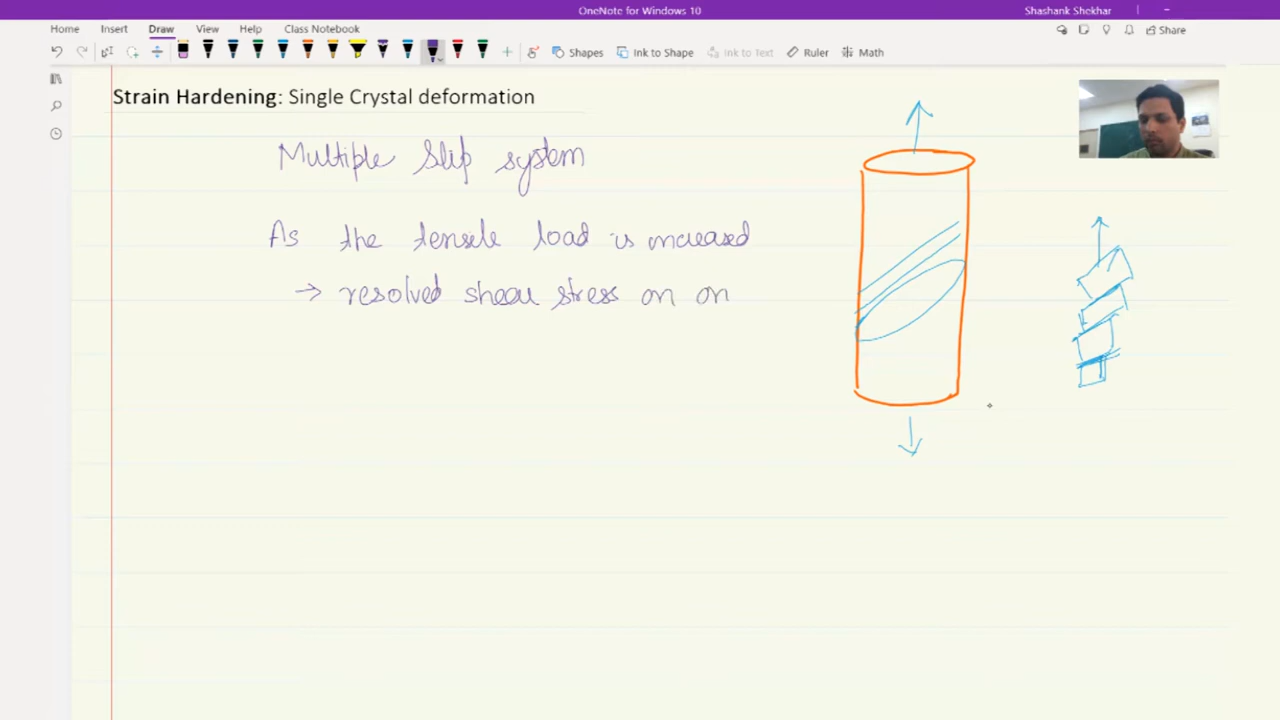 OneNote for Windows 10
Shashank Shekhar
Home Insert Draw View Help Class Notebook
Share
Shapes Ink to Shape Ink to Text Ruler Math
Strain Hardening: Single Crystal deformation
Multiple Slip system
As the tensile load is increased
→ resolved shear stress on on